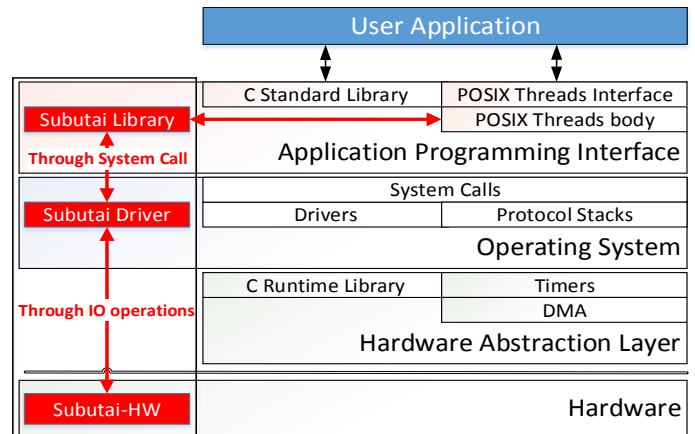 User Application
C Standard Library
POSIX Threads Interface
Subutai Library
POSIX Threads body
Through System Call
Application Programming Interface
System Calls
Subutai Driver
Drivers
Protocol Stacks
Operating System
C Runtime Library
Timers
Through IO operations
DMA
Hardware Abstraction Layer
Subutai-HW
Hardware